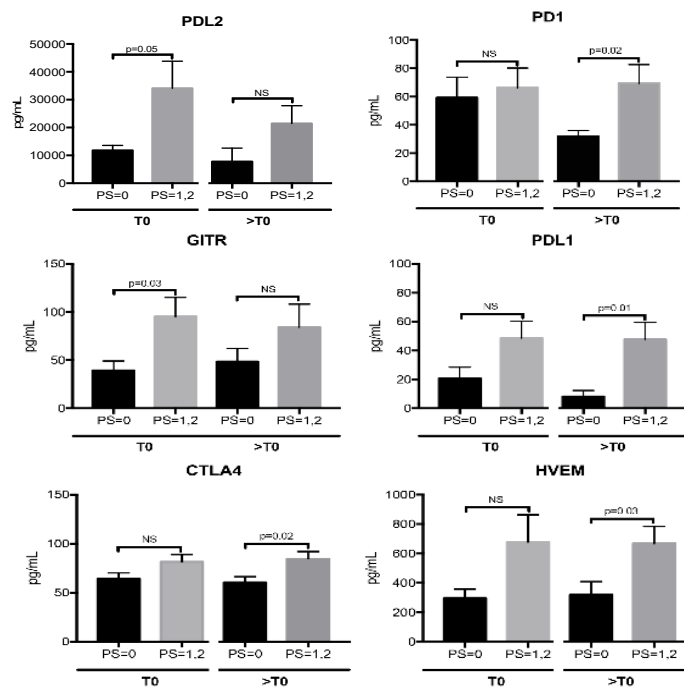 PDL2
50000
40000
30000
20000
10000
0
pg/mL
p=0.05
NS
PS=0 PS=1,2 PS=0 PS=1,2
T0 >T0
PD1
100
80
60
40
20
0
pg/mL
NS
p=0.02
PS=0 PS=1,2 PS=0 PS=1,2
T0 >T0
GITR
150
100
50
0
pg/mL
p=0.03
NS
PS=0 PS=1,2 PS=0 PS=1,2
T0 >T0
PDL1
100
80
60
40
20
0
pg/mL
NS
p=0.01
PS=0 PS=1,2 PS=0 PS=1,2
T0 >T0
CTLA4
150
100
50
0
pg/mL
NS
p=0.02
PS=0 PS=1,2 PS=0 PS=1,2
T0 >T0
HVEM
1000
800
600
400
200
0
pg/mL
NS
p=0.03
PS=0 PS=1,2 PS=0 PS=1,2
T0 >T0